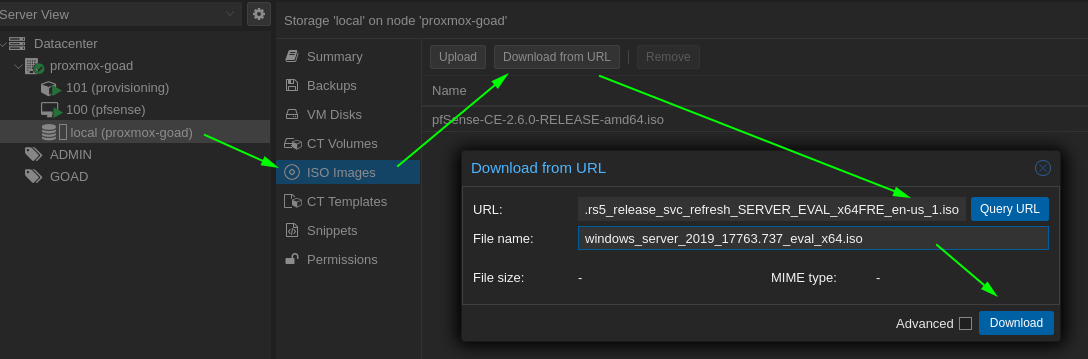 Server View
Datacenter
proxmox-goad
101 (provisioning)
100 (pfsense)
local (proxmox-goad)
ADMIN
GOAD
Storage 'local' on node 'proxmox-goad'
Summary
Backups
VM Disks
CT Volumes
ISO Images
CT Templates
Snippets
Permissions
Upload
Download from URL
Remove
Name
pfSense-CE-2.6.0-RELEASE-amd64.iso
Download from URL
URL: .rs5_release_svc_refresh_SERVER_EVAL_x64FRE_en-us_1.iso Query URL
File name: windows_server_2019_17763.737_eval_x64.iso
File size: - MIME type: -
Advanced Download